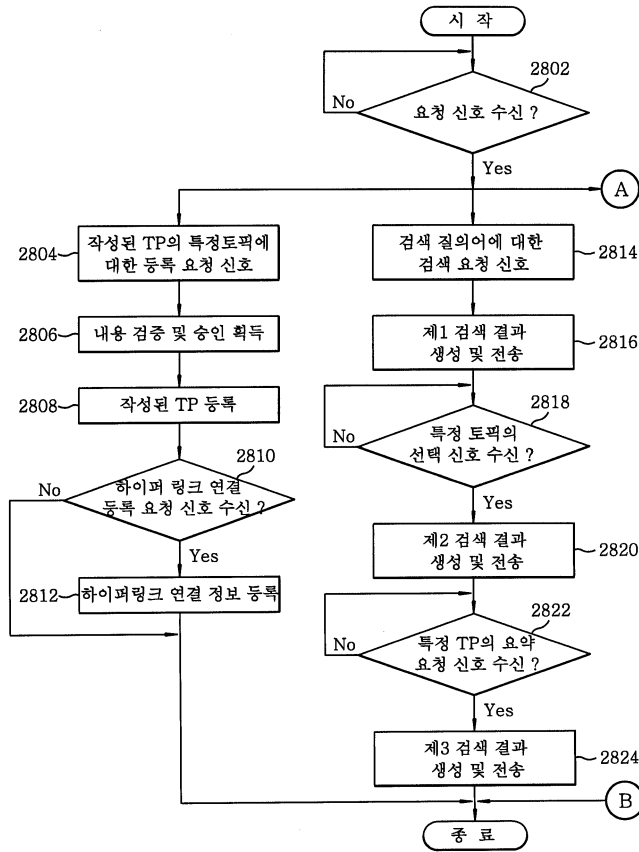 시 작
2802
요청 신호 수신 ?
No
Yes
A
2804
작성된 TP의 특정토픽에
대한 등록 요청 신호
검색 질의어에 대한
검색 요청 신호
2814
2806
내용 검증 및 승인 획득
제1 검색 결과
생성 및 전송
2816
2808
작성된 TP 등록
2818
특정 토픽의
선택 신호 수신 ?
No
Yes
2810
하이퍼 링크 연결
등록 요청 신호 수신 ?
No
Yes
제2 검색 결과
생성 및 전송
2820
2812
하이퍼링크 연결 정보 등록
2822
특정 TP의 요약
요청 신호 수신 ?
No
Yes
제3 검색 결과
생성 및 전송
2824
B
종 료